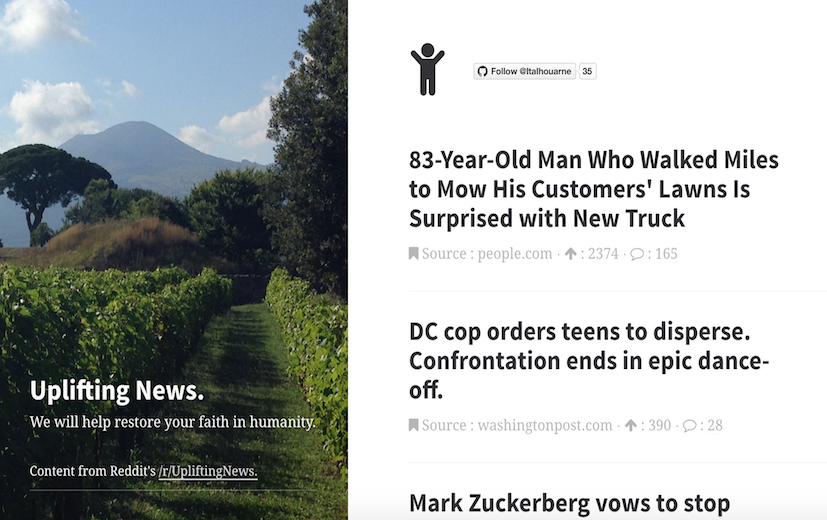 Uplifting News.
We will help restore your faith in humanity.
Content from Reddit's /r/UpliftingNews.
Follow @ltalhouarne 35
83-Year-Old Man Who Walked Miles
to Mow His Customers' Lawns Is
Surprised with New Truck
Source : people.com · : 2374 · : 165
DC cop orders teens to disperse.
Confrontation ends in epic dance-
off.
Source : washingtonpost.com · : 390 · : 28
Mark Zuckerberg vows to stop